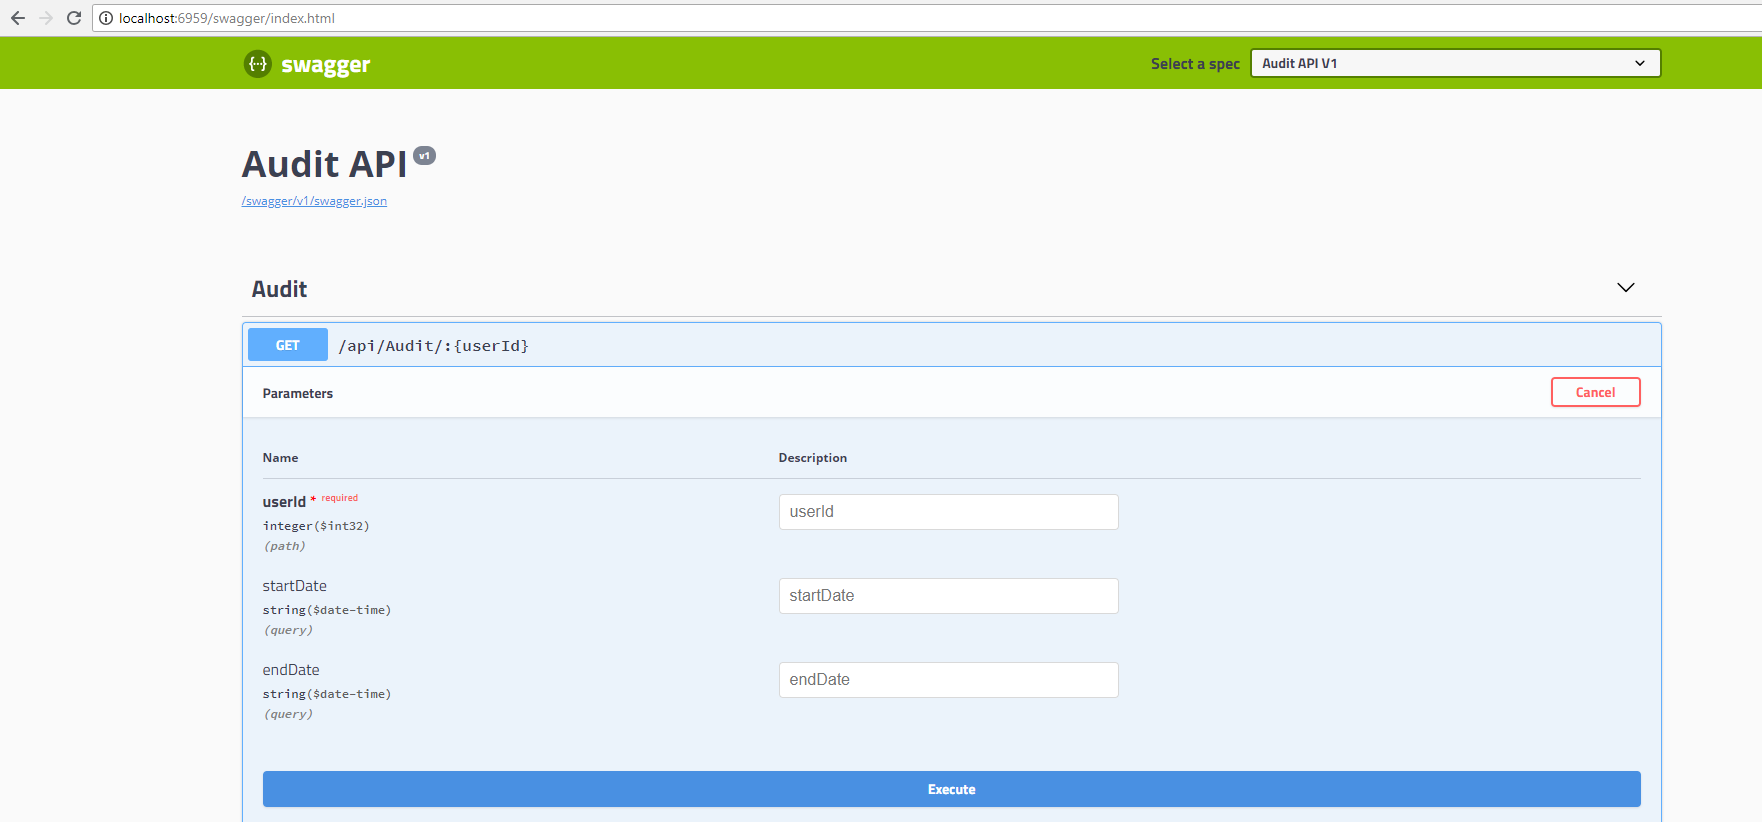 localhost:6959/swagger/index.html
{···} swagger
Select a spec
Audit API V1
Audit API v1
/swagger/v1/swagger.json
Audit
GET /api/Audit/:{userId}
Parameters
Cancel
Name Description
userId * required
integer($int32)
(path)
userId
startDate
string($date-time)
(query)
startDate
endDate
string($date-time)
(query)
endDate
Execute